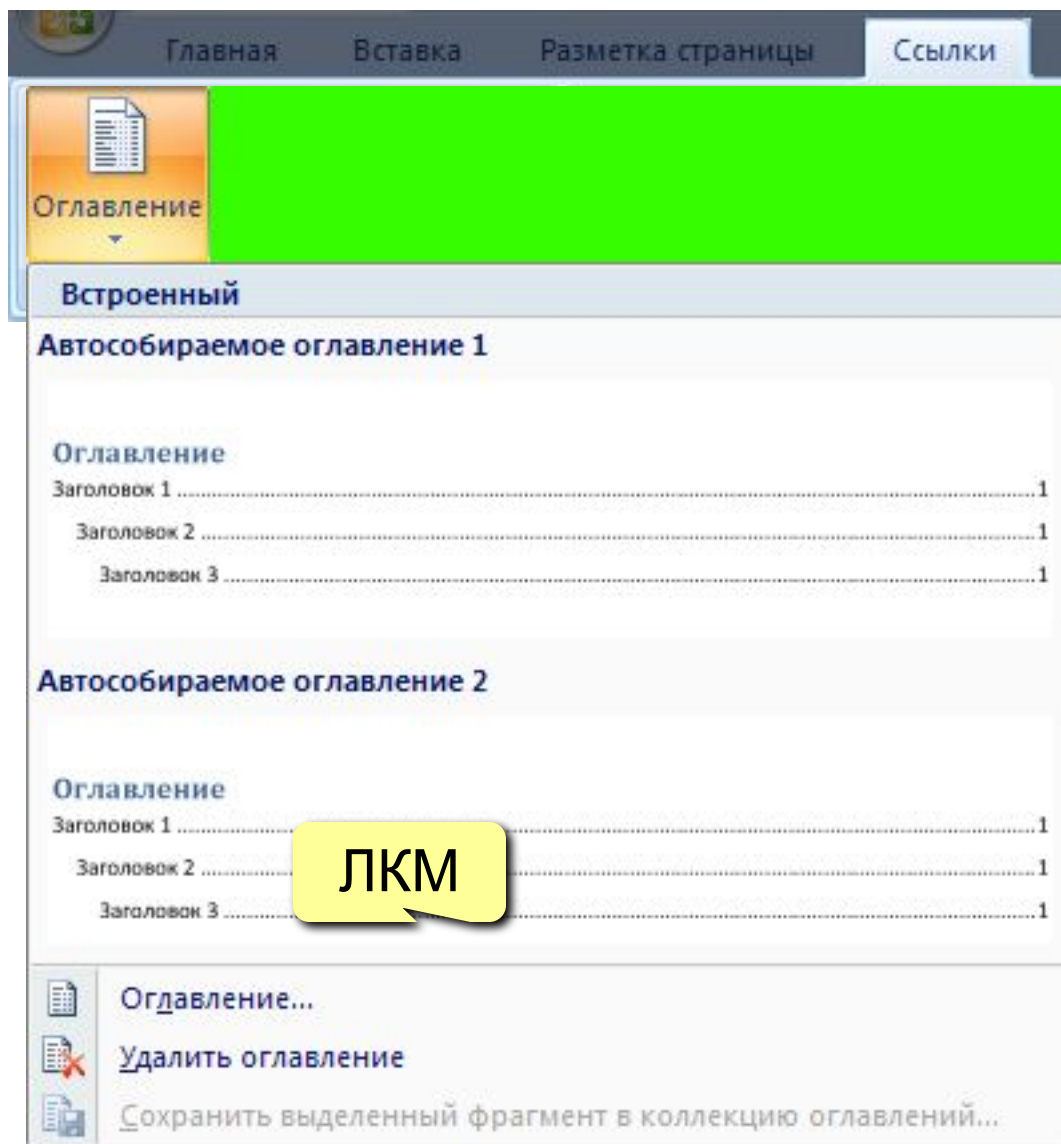 Главная Вставка Разметка страницы Ссылки
Оглавление
Встроенный
Автособираемое оглавление 1
Оглавление
Заголовок 1 ........................................ 1
Заголовок 2 ........................................ 1
Заголовок 3 ........................................ 1
Автособираемое оглавление 2
Оглавление
Заголовок 1 ........................................ 1
Заголовок 2 ........................................ 1
ЛКМ
Заголовок 3 ........................................ 1
Оглавление...
Удалить оглавление
Сохранить выделенный фрагмент в коллекцию оглавлений...